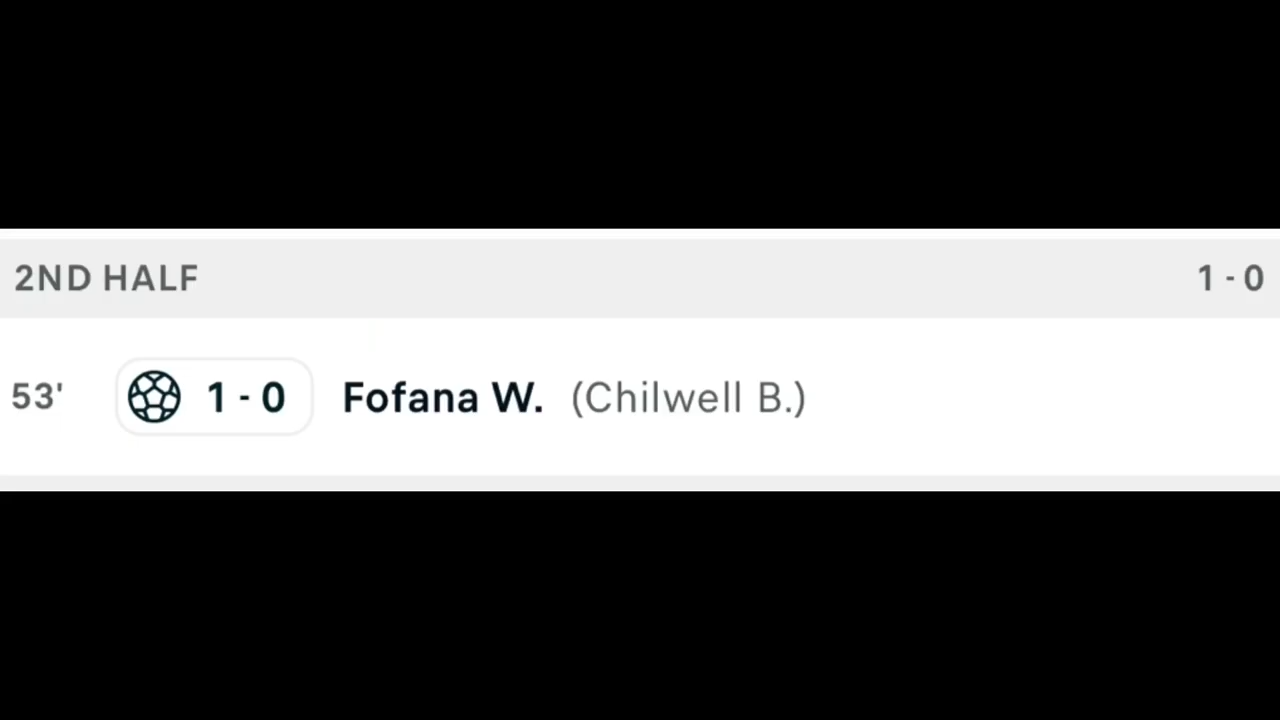 2ND HALF 1 - 0
53' 1 - 0 Fofana W. (Chilwell B.)